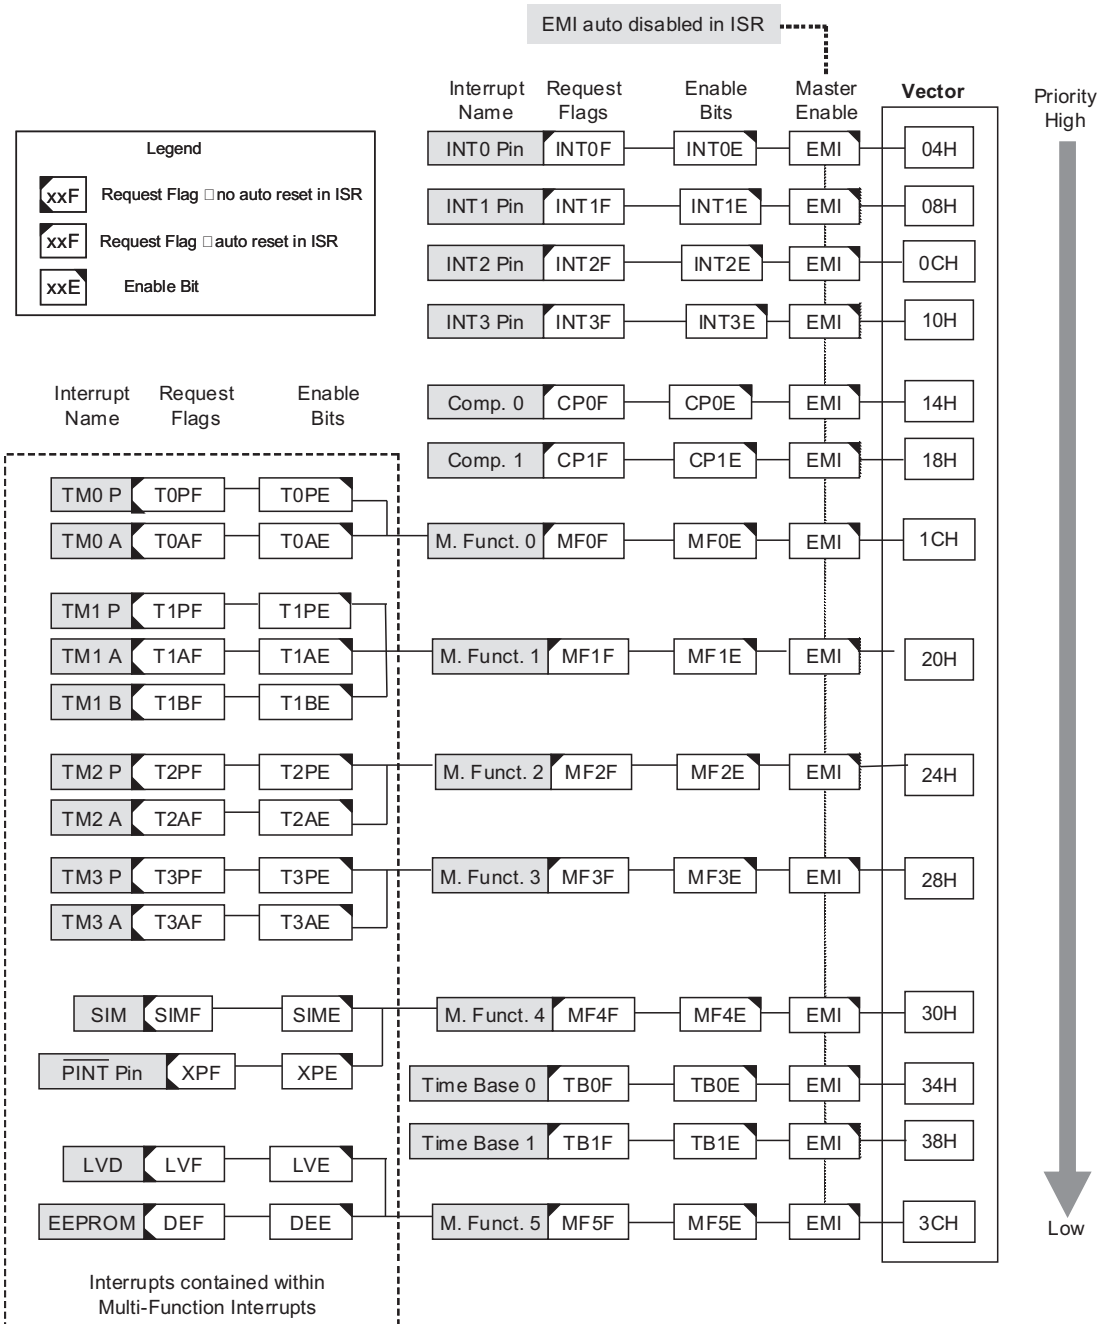 EMI auto disabled in ISR
Interrupt Name Request Flags Enable Bits Master Enable Vector Priority High
Legend
xxF Request Flag □ no auto reset in ISR
xxF Request Flag □ auto reset in ISR
xxE Enable Bit
INT0 Pin INT0F INT0E EMI 04H
INT1 Pin INT1F INT1E EMI 08H
INT2 Pin INT2F INT2E EMI 0CH
INT3 Pin INT3F INT3E EMI 10H
Interrupt Name Request Flags Enable Bits
Comp. 0 CP0F CP0E EMI 14H
Comp. 1 CP1F CP1E EMI 18H
TM0 P T0PF T0PE
TM0 A T0AF T0AE M. Funct. 0 MF0F MF0E EMI 1CH
TM1 P T1PF T1PE
TM1 A T1AF T1AE M. Funct. 1 MF1F MF1E EMI 20H
TM1 B T1BF T1BE
TM2 P T2PF T2PE M. Funct. 2 MF2F MF2E EMI 24H
TM2 A T2AF T2AE
TM3 P T3PF T3PE M. Funct. 3 MF3F MF3E EMI 28H
TM3 A T3AF T3AE
SIM SIMF SIME M. Funct. 4 MF4F MF4E EMI 30H
PINT Pin XPF XPE
Time Base 0 TB0F TB0E EMI 34H
Time Base 1 TB1F TB1E EMI 38H
LVD LVF LVE
EEPROM DEF DEE M. Funct. 5 MF5F MF5E EMI 3CH
Low
Interrupts contained within
Multi-Function Interrupts